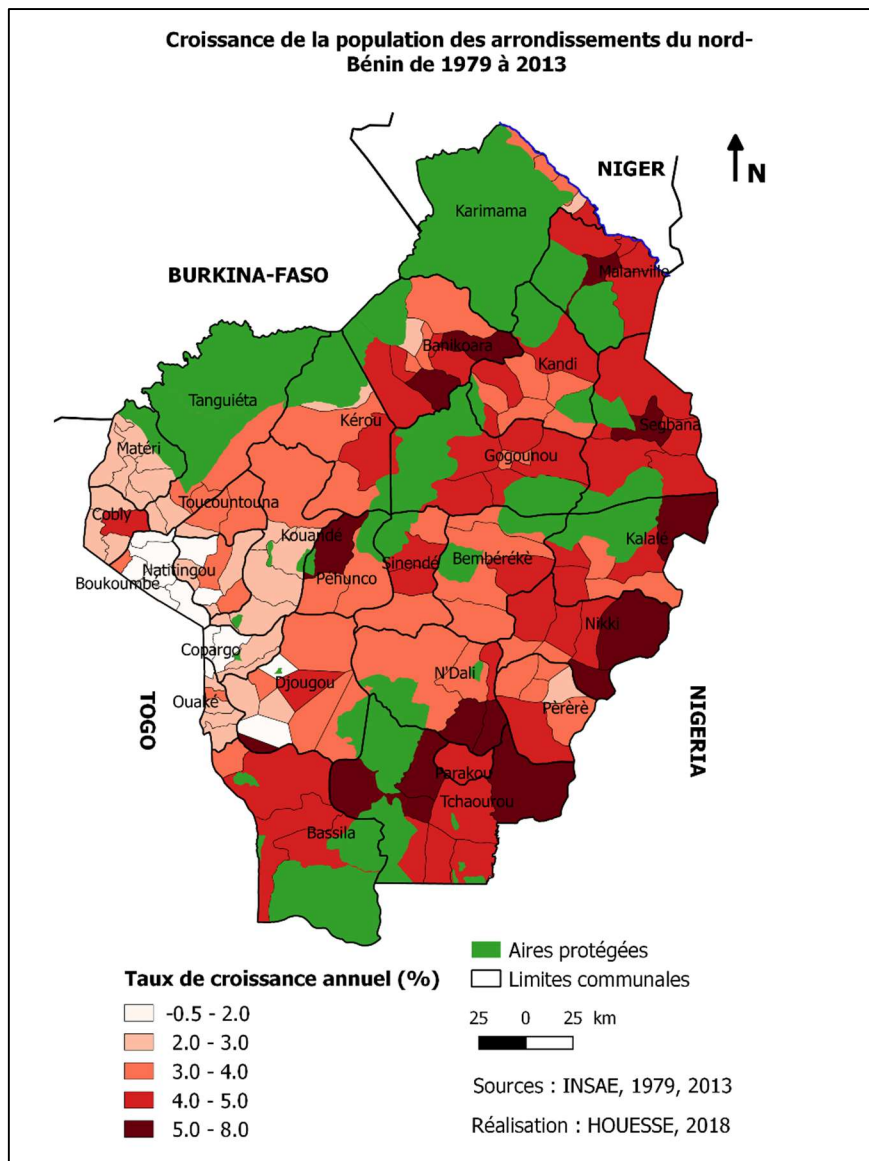 Croissance de la population des arrondissements du nord-
Bénin de 1979 à 2013
N
NIGER
Karimama
BURKINA-FASO
Malanville
Banikoara
Kandi
Tanguiéta
Kérou
Segbana
Matéri
Gogounou
Toucountouna
Cobly
Kouandé
Kalalé
Natitingou
Sinendé
Bembérékè
Boukoumbé
Pehunco
Nikki
Copargo
N'Dali
Djougou
Ouaké
Pèrèrè
TOGO
NIGERIA
Parakou
Tchaourou
Bassila
Aires protégées
Limites communales
Taux de croissance annuel (%)
-0.5 - 2.0
2.0 - 3.0
3.0 - 4.0
4.0 - 5.0
5.0 - 8.0
25 0 25 km
Sources : INSAE, 1979, 2013
Réalisation : HOUESSE, 2018